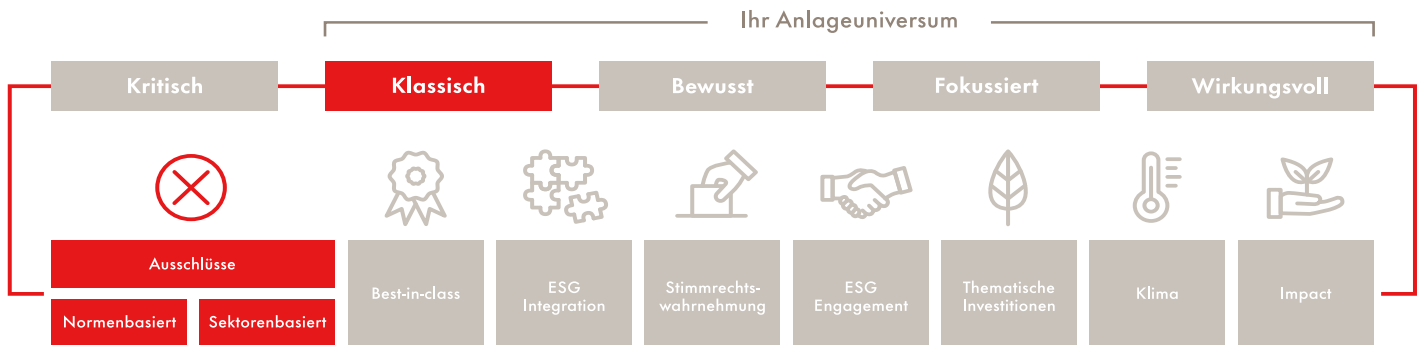 Ihr Anlageuniversum
Kritisch
Klassisch
Bewusst
Fokussiert
Wirkungsvoll
Ausschlüsse
Normenbasiert
Sektorenbasiert
Best-in-class
ESG
Integration
Stimmrechts-
wahrnehmung
ESG
Engagement
Thematische
Investitionen
Klima
Impact